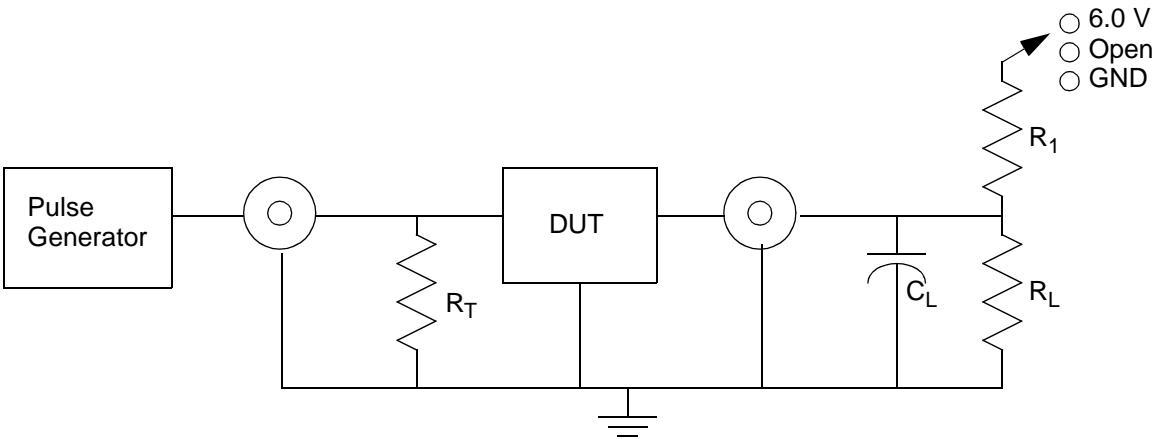 6.0 V
Open
GND
R1
Pulse
Generator
DUT
RT
CL
RL